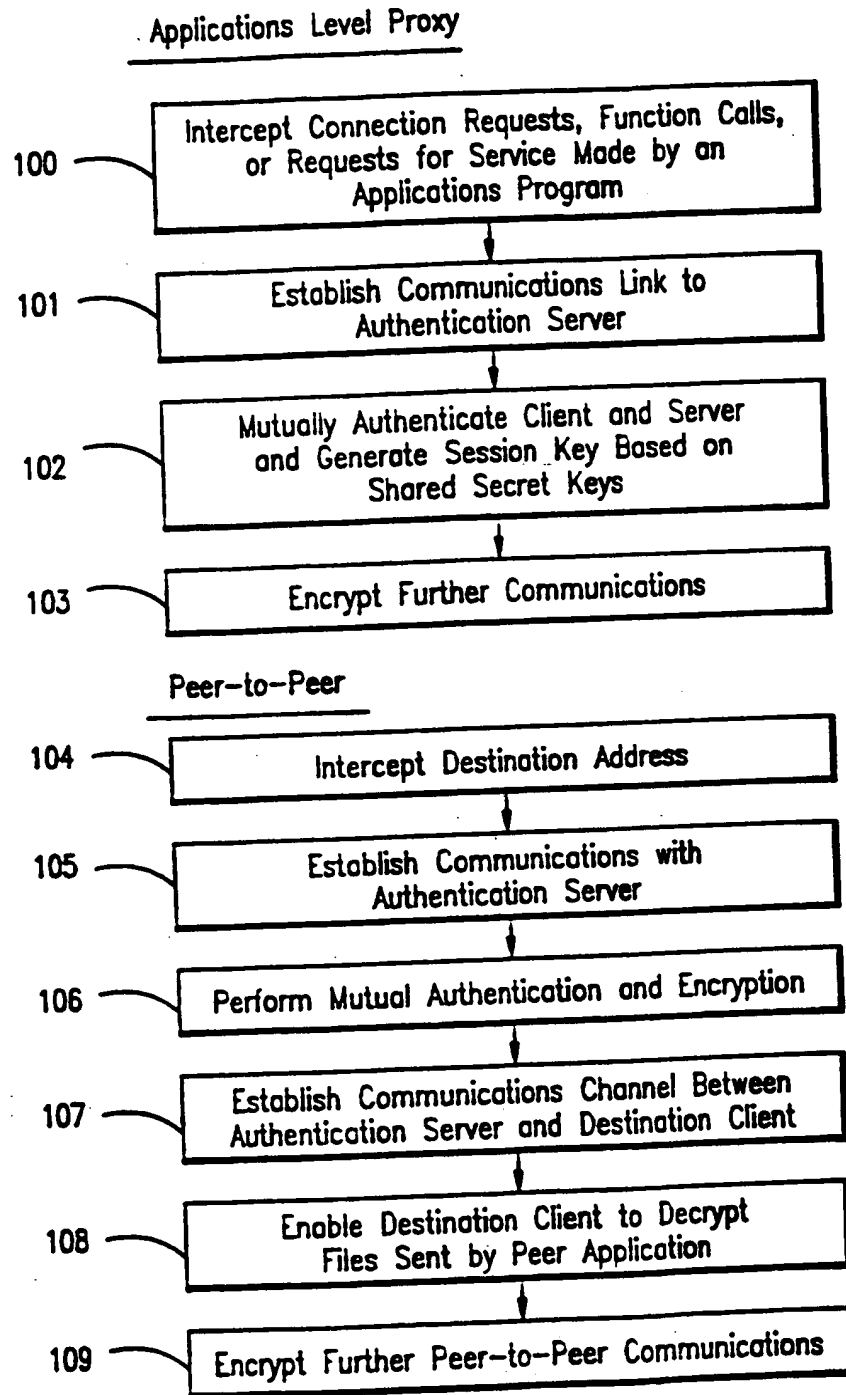 Applications Level Proxy
100
Intercept Connection Requests, Function Calls,
or Requests for Service Made by an
Applications Program
101
Establish Communications Link to
Authentication Server
102
Mutually Authenticate Client and Server
and Generate Session Key Based on
Shared Secret Keys
103
Encrypt Further Communications
Peer-to-Peer
104
Intercept Destination Address
105
Establish Communications with
Authentication Server
106
Perform Mutual Authentication and Encryption
107
Establish Communications Channel Between
Authentication Server and Destination Client
108
Enable Destination Client to Decrypt
Files Sent by Peer Application
109
Encrypt Further Peer-to-Peer Communications